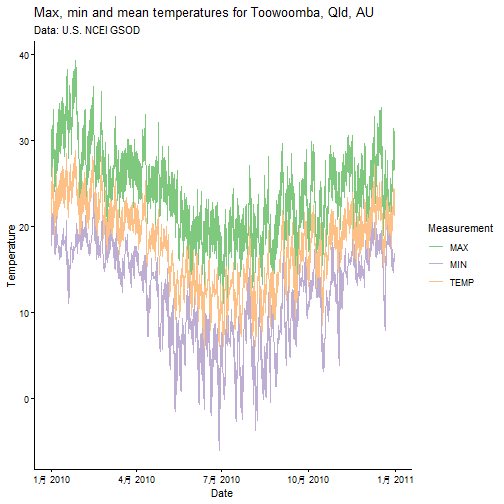 Max, min and mean temperatures for Toowoomba, Qld, AU
Data: U.S. NCEI GSOD
40
30
20
10
0
Temperature
1月 2010
4月 2010
7月 2010
10月 2010
1月 2011
Date
Measurement
MAX
MIN
TEMP